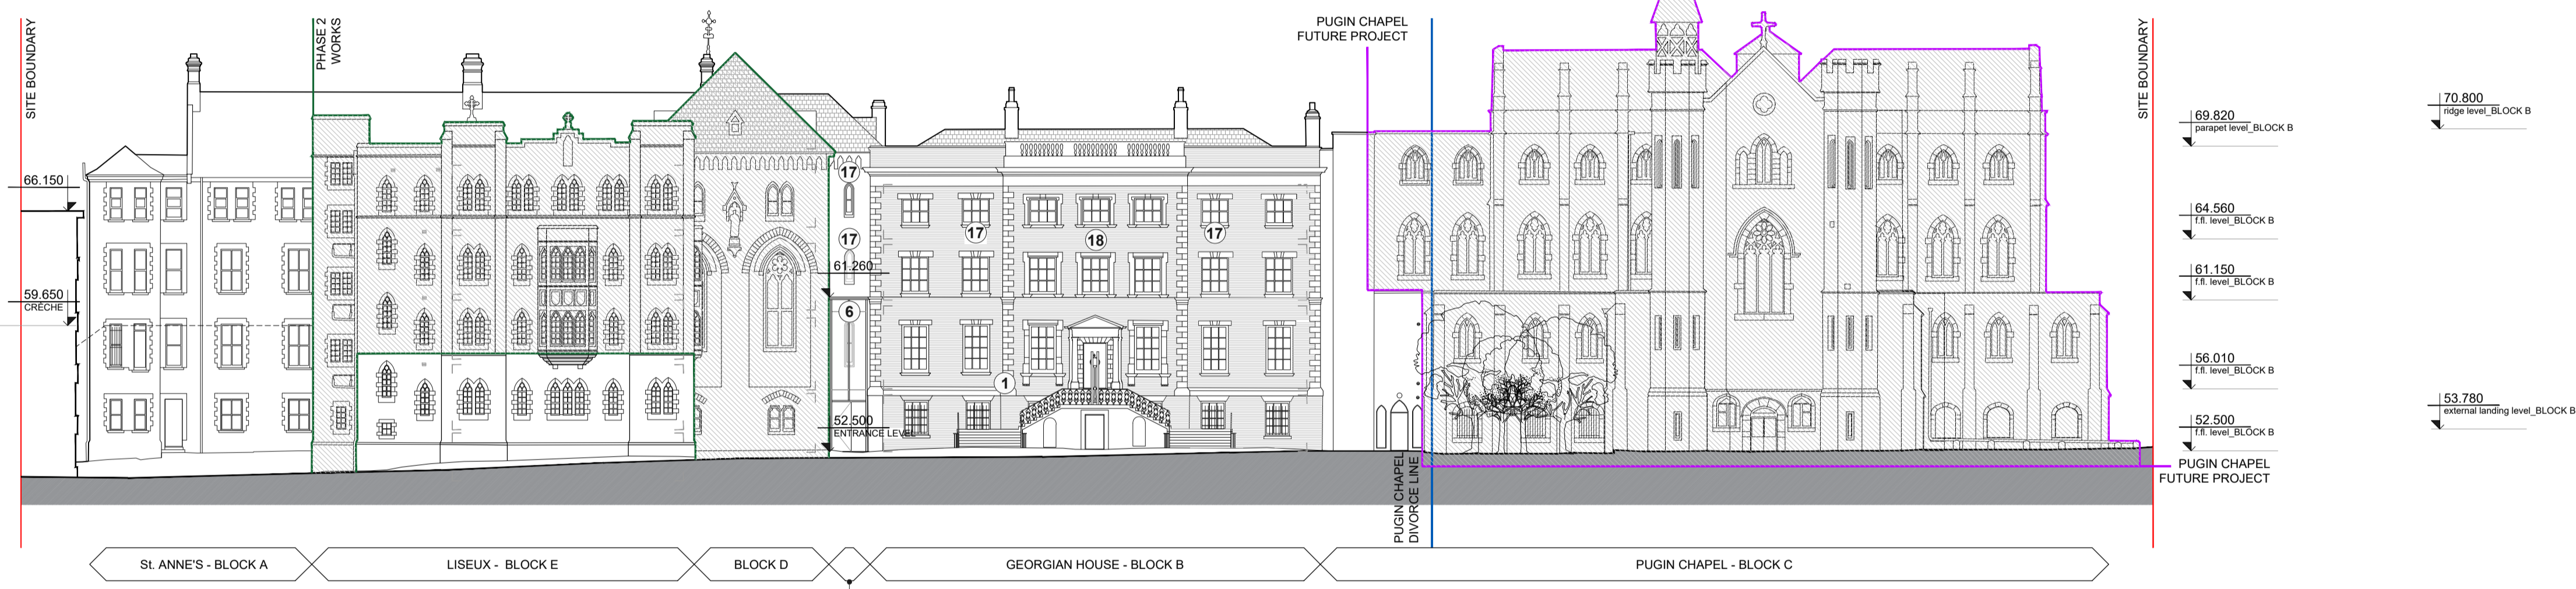 SITE BOUNDARY
PHASE 2
WORKS
PUGIN CHAPEL
FUTURE PROJECT
SITE BOUNDARY
69.820
parapet level_BLOCK B
70.800
ridge level_BLOCK B
66.150
17
64.560
f.fl. level_BLOCK B
17
17
18
17
61.260
61.150
f.fl. level_BLOCK B
59.650
CRÈCHE
6
56.010
f.fl. level_BLOCK B
1
53.780
external landing level_BLOCK B
52.500
ENTRANCE LEVEL
52.500
f.fl. level_BLOCK B
PUGIN CHAPEL
DIVORCE LINE
PUGIN CHAPEL
FUTURE PROJECT
St. ANNE'S - BLOCK A
LISEUX - BLOCK E
BLOCK D
GEORGIAN HOUSE - BLOCK B
PUGIN CHAPEL - BLOCK C